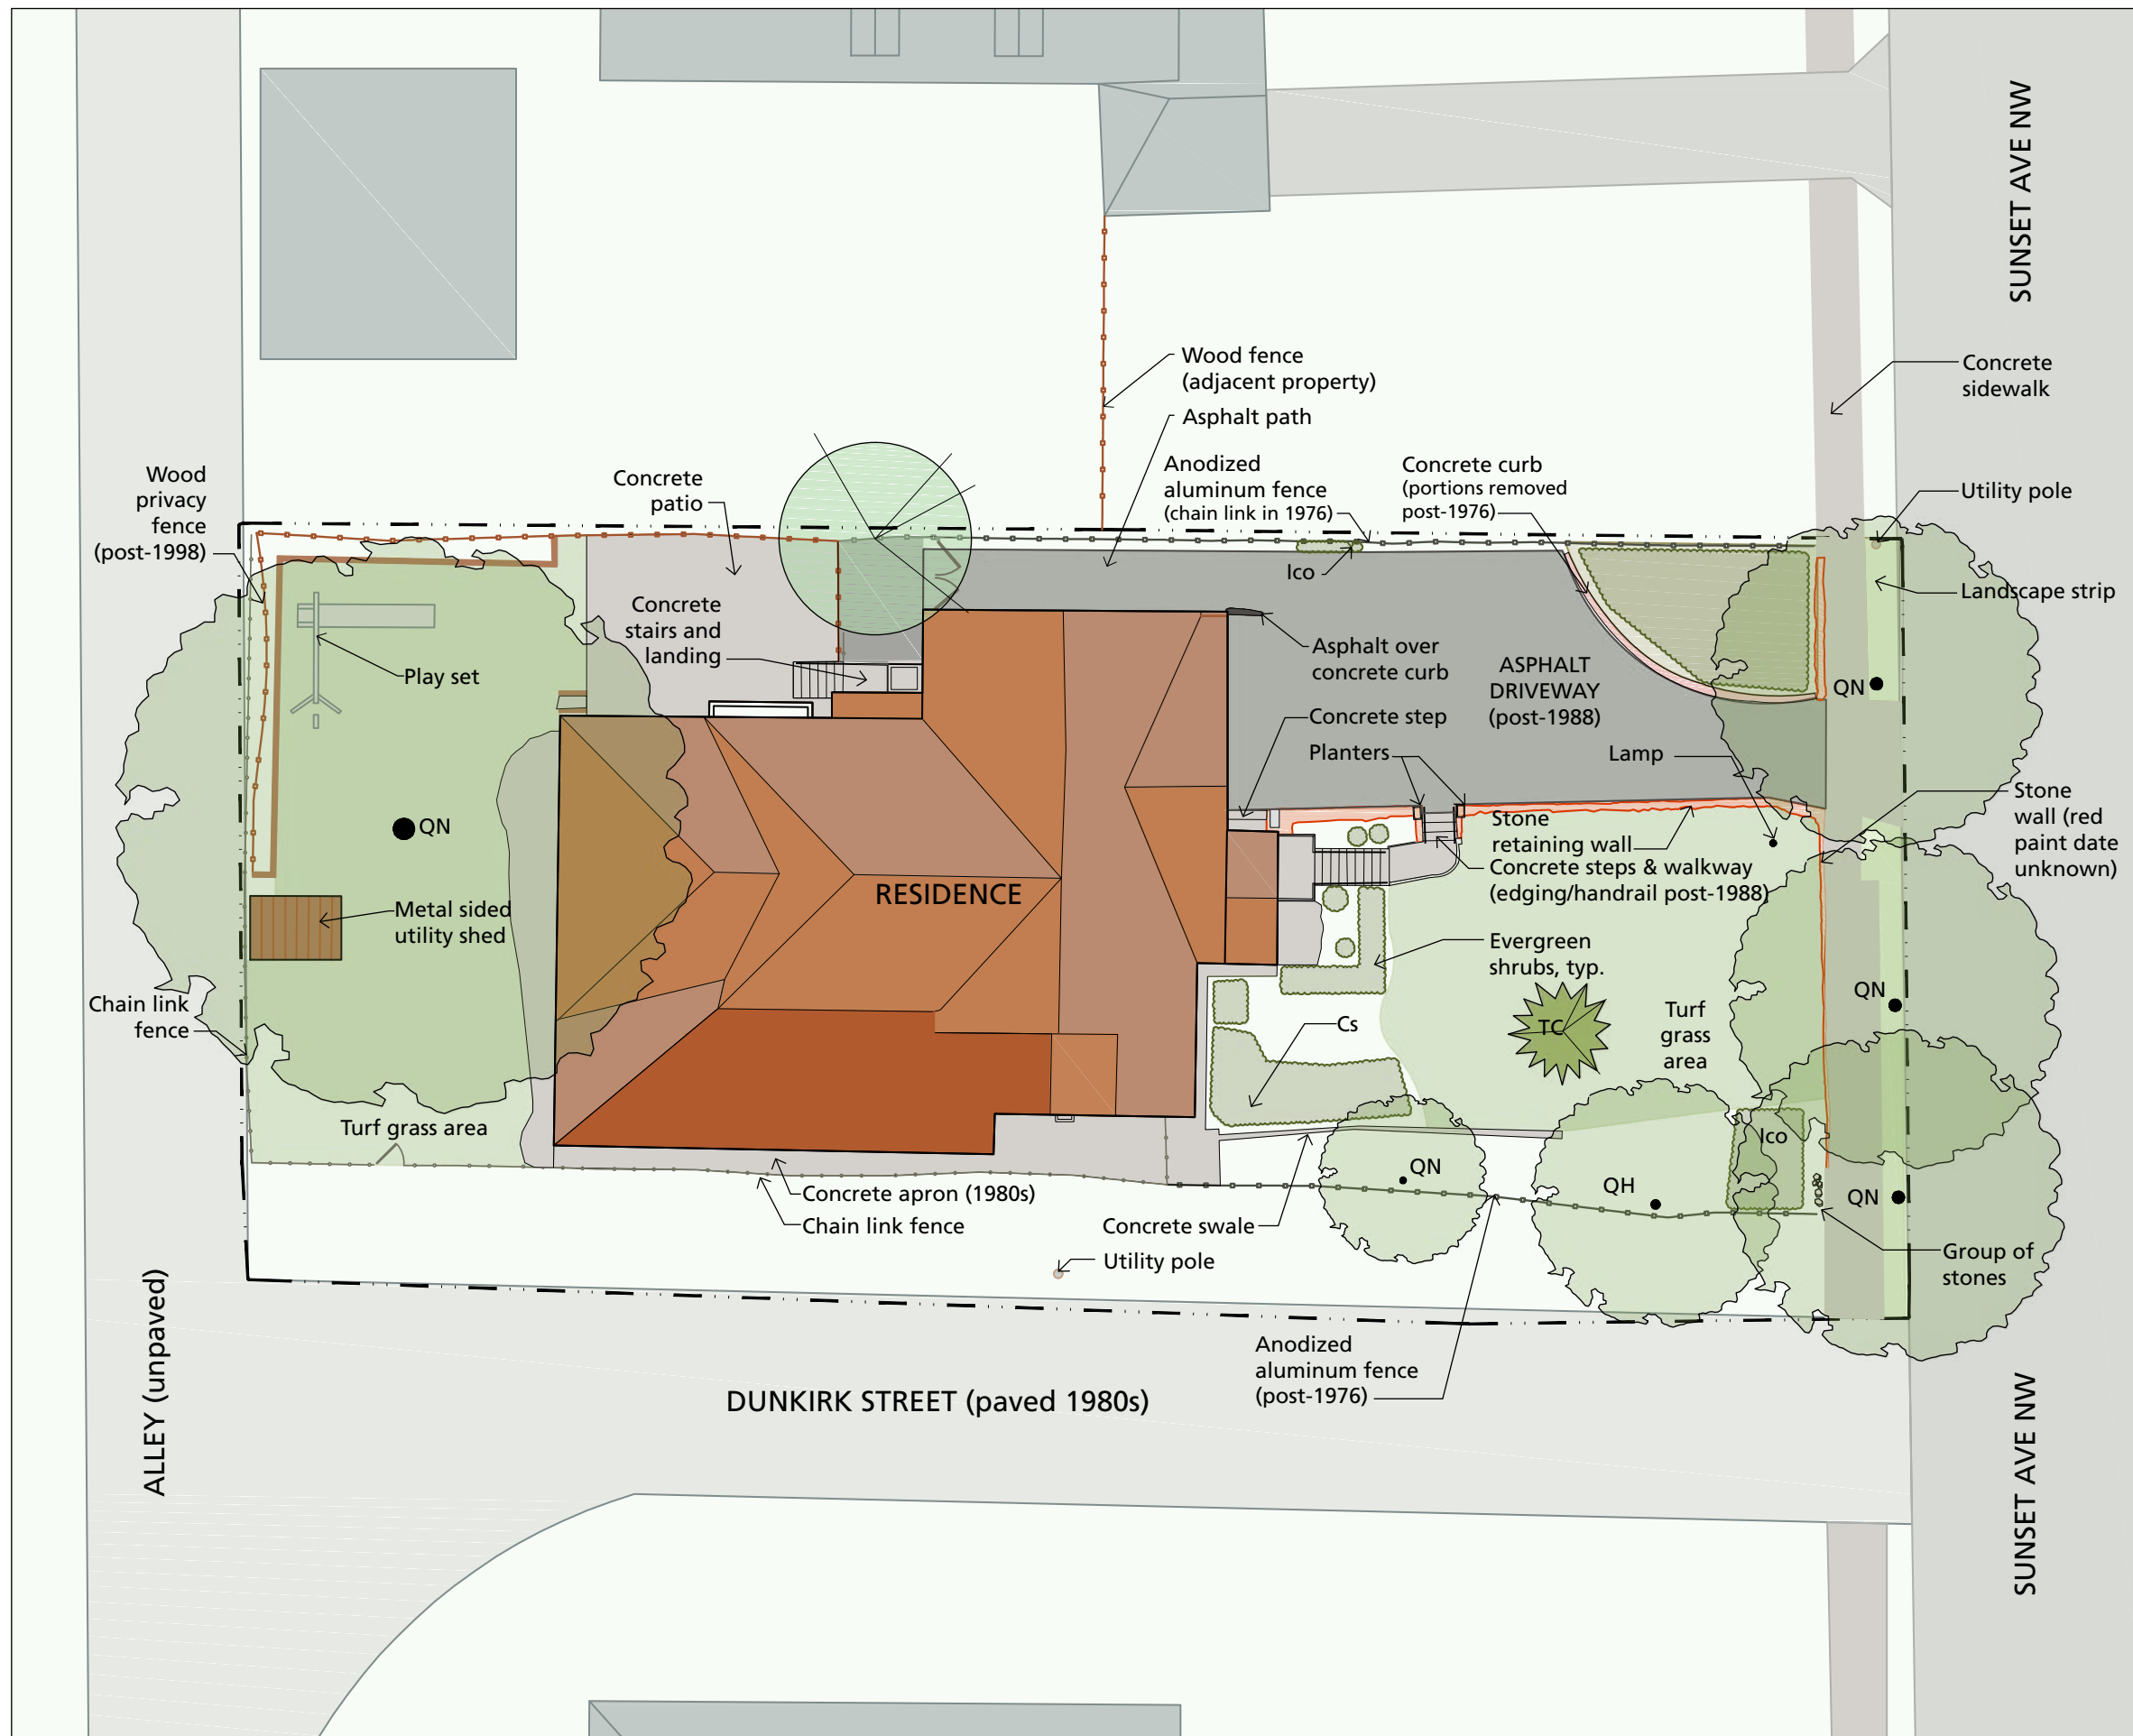 SUNSET AVE NW
Wood fence
(adjacent property)
Asphalt path
Concrete
sidewalk
Wood
privacy
fence
(post-1998)
Concrete
patio
Anodized
aluminum fence
(chain link in 1976)
Concrete curb
(portions removed
post-1976)
Utility pole
Ico
Landscape strip
Concrete
stairs and
landing
Play set
Asphalt over
concrete curb
ASPHALT
DRIVEWAY
(post-1988)
QN
Concrete step
Planters
Lamp
Stone
wall (red
paint date
unknown)
QN
Stone
retaining wall
Concrete steps & walkway
(edging/handrail post-1988)
RESIDENCE
Metal sided
utility shed
Evergreen
shrubs, typ.
QN
Chain link
fence
Cs
TC
Turf
grass
area
Turf grass area
Ico
QN
QH
QN
Concrete apron (1980s)
Chain link fence
Concrete swale
Utility pole
Group of
stones
Anodized
aluminum fence
(post-1976)
ALLEY (unpaved)
DUNKIRK STREET (paved 1980s)
SUNSET AVE NW